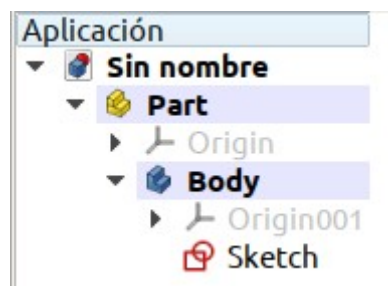 Aplicación
Sin nombre
Part
Origin
Body
Origin001
Sketch